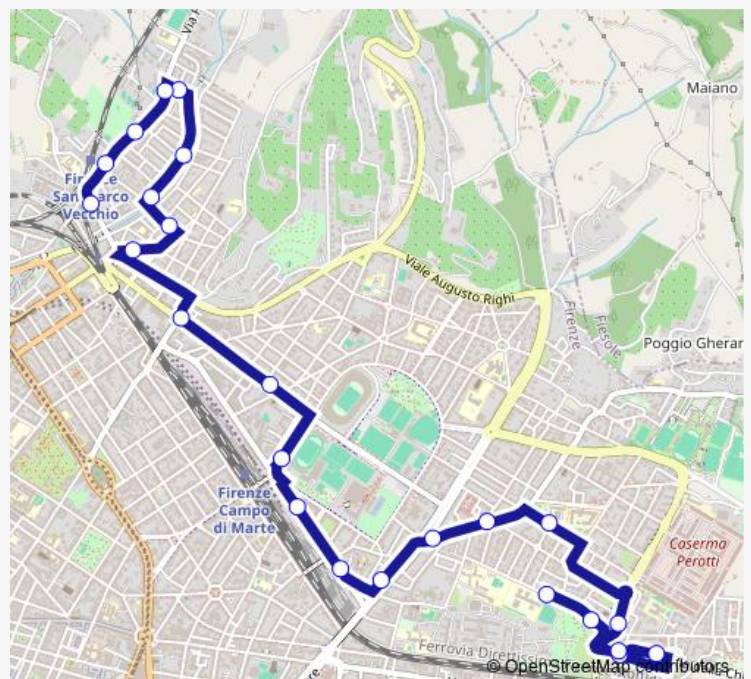 Via F
Maiano
Firenze
San Marco
Vecchio
Viale Augusto Righi
Firenze
Fiesole
Poggio Gherar
Firenze
Campo
di Marte
Caserma
Perotti
Ferrovia Direttissim
© OpenStreetMap contributors